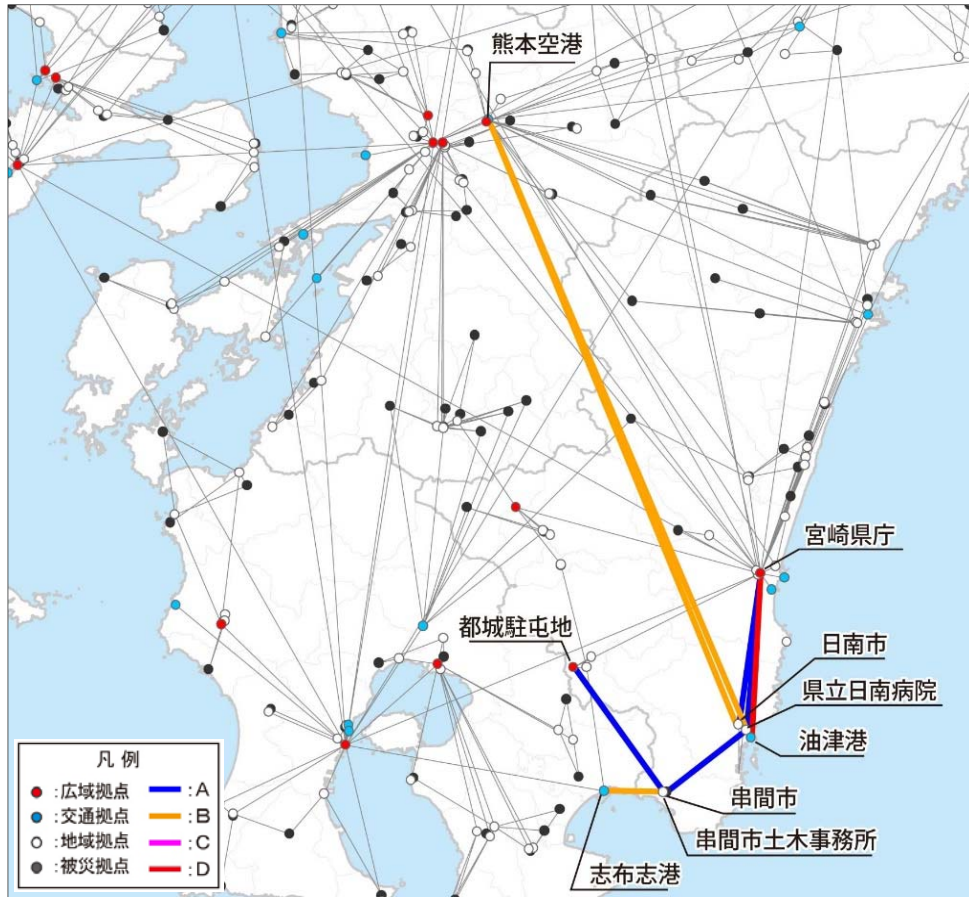 熊本空港
宮崎県庁
都城駐屯地
日南市
県立日南病院
油津港
串間市
串間市土木事務所
志布志港
凡 例
:広域拠点 :A
:交通拠点 :B
:地域拠点 :C
:被災拠点 :D